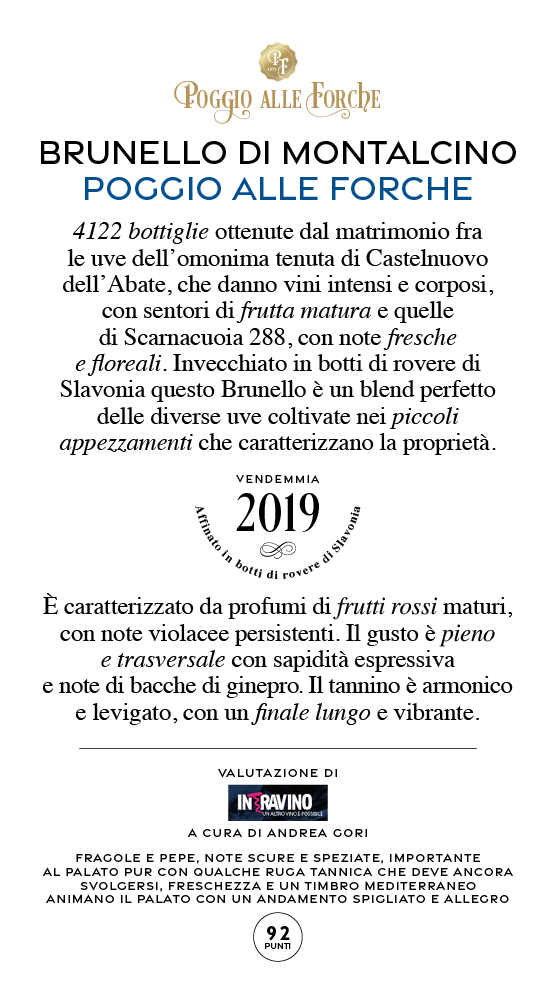 PF
1877
POGGIO ALLE FORCHE
BRUNELLO DI MONTALCINO
POGGIO ALLE FORCHE
4122 bottiglie ottenute dal matrimonio fra
le uve dell’omonima tenuta di Castelnuovo
dell’Abate, che danno vini intensi e corposi,
con sentori di frutta matura e quelle
di Scarnacuoia 288, con note fresche
e floreali. Invecchiato in botti di rovere di
Slavonia questo Brunello è un blend perfetto
delle diverse uve coltivate nei piccoli
appezzamenti che caratterizzano la proprietà.
VENDEMMIA
2019
Affinato in botti di rovere di Slavonia
È caratterizzato da profumi di frutti rossi maturi,
con note violacee persistenti. Il gusto è pieno
e trasversale con sapidità espressiva
e note di bacche di ginepro. Il tannino è armonico
e levigato, con un finale lungo e vibrante.
VALUTAZIONE DI
INTRAVINO
UN ALTRO VINO È POSSIBILE
A CURA DI ANDREA GORI
FRAGOLE E PEPE, NOTE SCURE E SPEZIATE, IMPORTANTE
AL PALATO PUR CON QUALCHE RUGA TANNICA CHE DEVE ANCORA
SVOLGERSI, FRESCHEZZA E UN TIMBRO MEDITERRANEO
ANIMANO IL PALATO CON UN ANDAMENTO SPIGLIATO E ALLEGRO
92
PUNTI